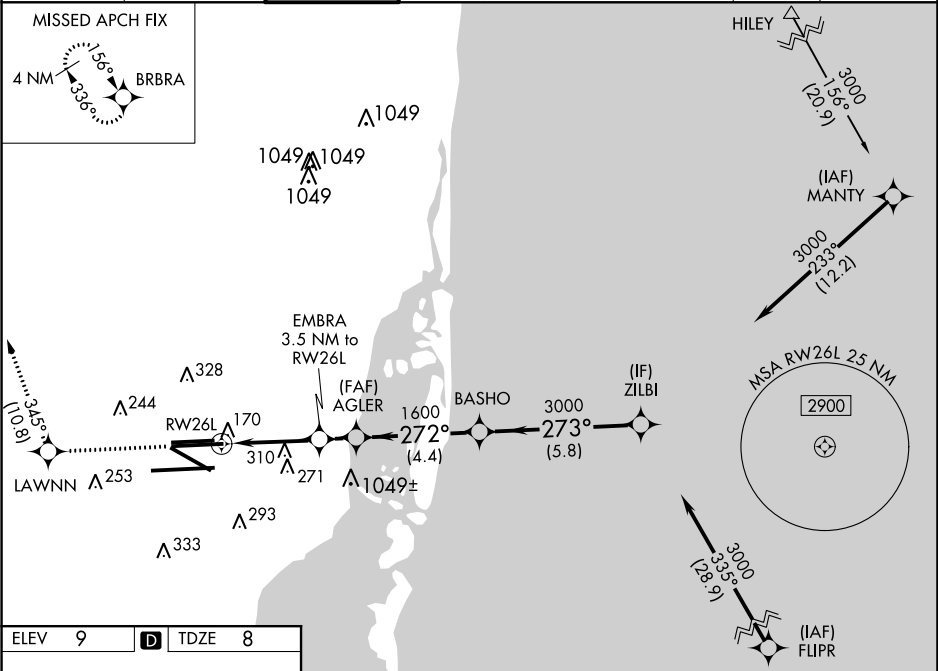 MISSED APCH FIX
4 NM
156°
336°
BRBRA
HILEY
3000
156°
(20.9)
1049
1049
1049
1049
(IAF)
MANTY
3000
233°
(12.2)
EMBRA
3.5 NM to
RW26L
(FAF)
AGLER
BASHO
(IF)
ZILBI
MSA RW26L 25 NM
2900
328
244
RW26L
170
1600
272°
(4.4)
3000
273°
(5.8)
345°
(10.8)
LAWNN
253
310
271
1049±
293
333
3000
335°
(28.9)
(IAF)
FLIPR
ELEV 9 D TDZE 8